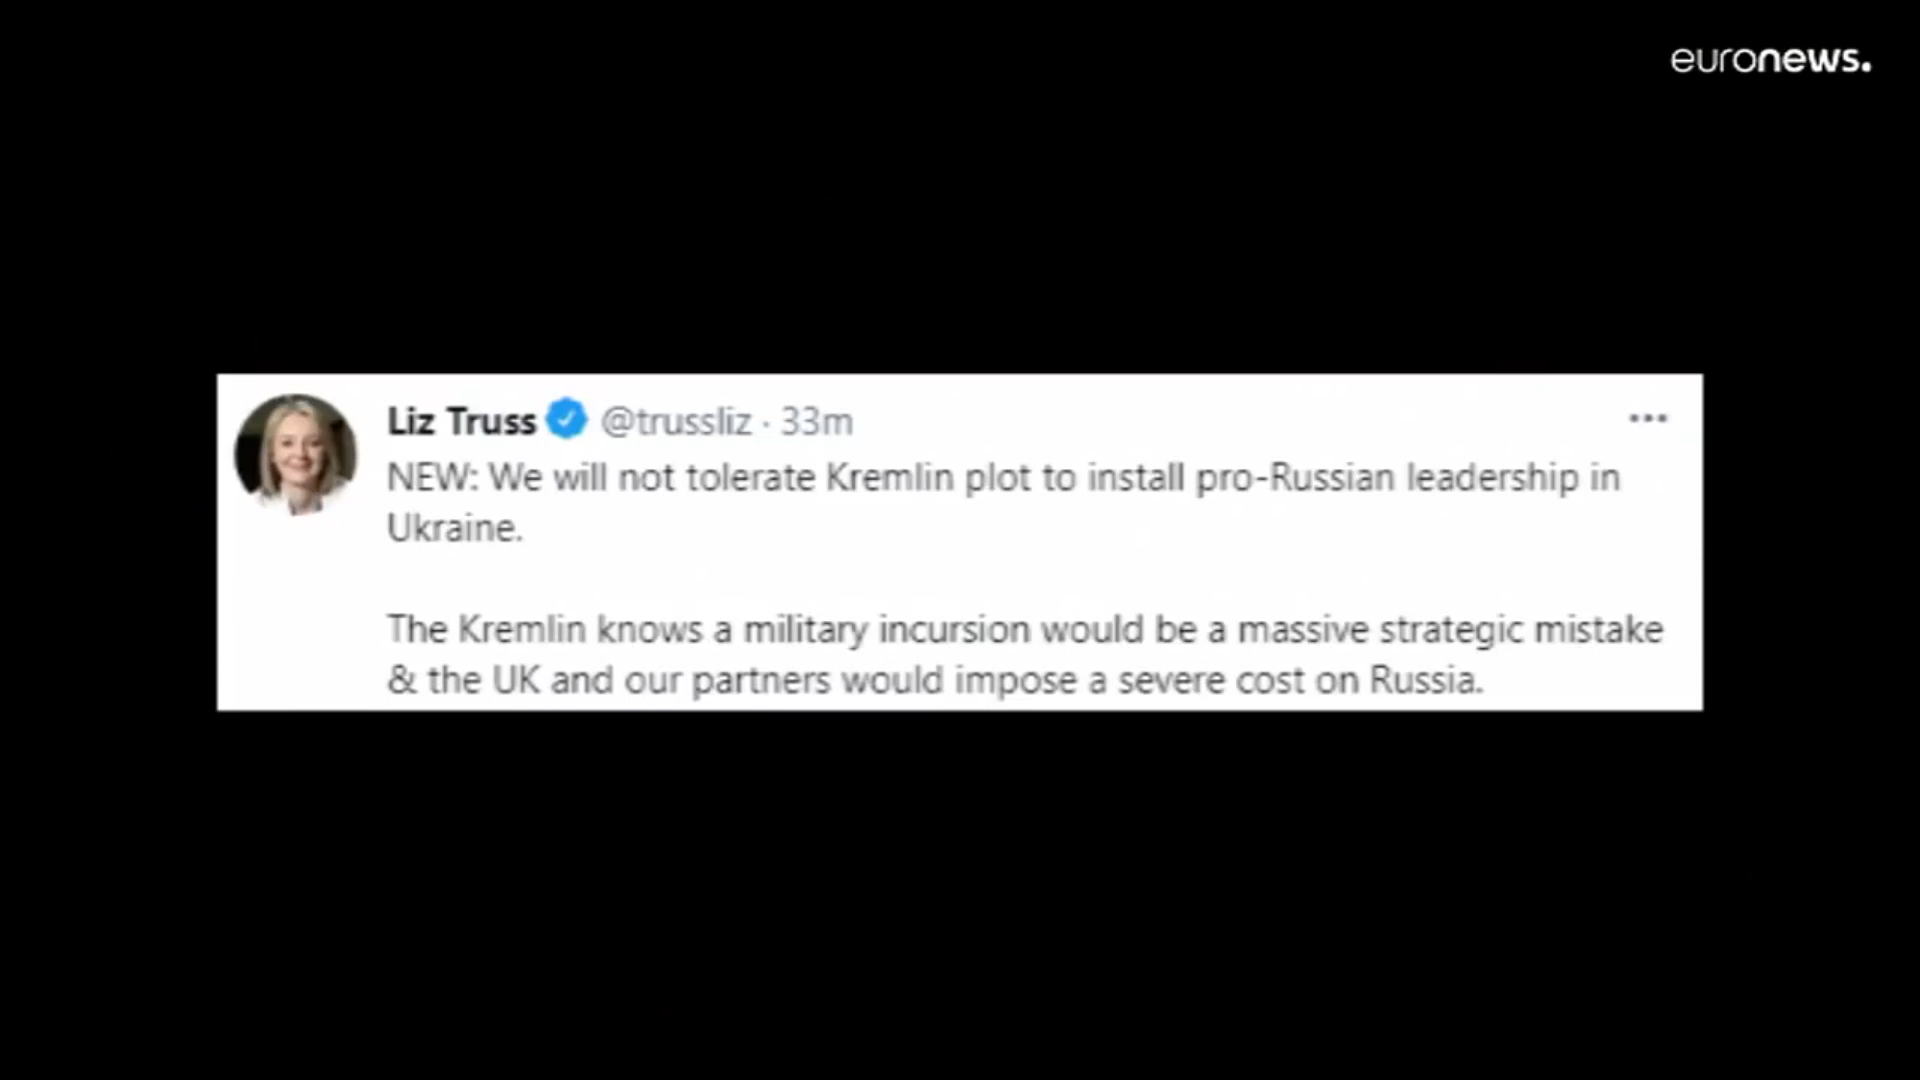 euronews.
Liz Truss @trussliz · 33m
NEW: We will not tolerate Kremlin plot to install pro-Russian leadership in
Ukraine.
The Kremlin knows a military incursion would be a massive strategic mistake
& the UK and our partners would impose a severe cost on Russia.